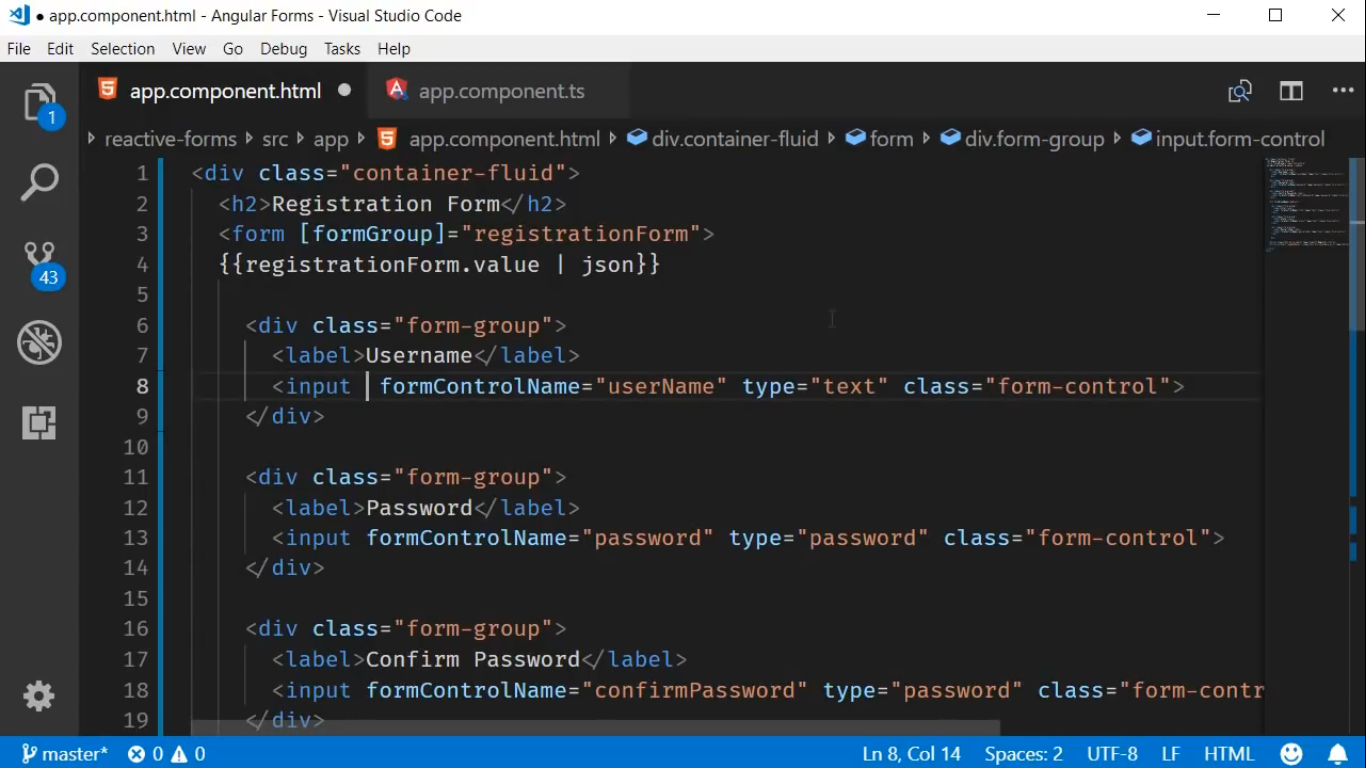 app.component.html - Angular Forms - Visual Studio Code
File Edit Selection View Go Debug Tasks Help
app.component.html app.component.ts
1
reactive-forms src app app.component.html div.container-fluid form div.form-group input.form-control
1 <div class="container-fluid">
2 <h2>Registration Form</h2>
3 <form [formGroup]="registrationForm">
4 {{registrationForm.value | json}}
5
6 <div class="form-group">
7 <label>Username</label>
8 <input formControlName="userName" type="text" class="form-control">
9 </div>
10
11 <div class="form-group">
12 <label>Password</label>
13 <input formControlName="password" type="password" class="form-control">
14 </div>
15
16 <div class="form-group">
17 <label>Confirm Password</label>
18 <input formControlName="confirmPassword" type="password" class="form-contr
19 </div>
43
master* 0 0 Ln 8, Col 14 Spaces: 2 UTF-8 LF HTML